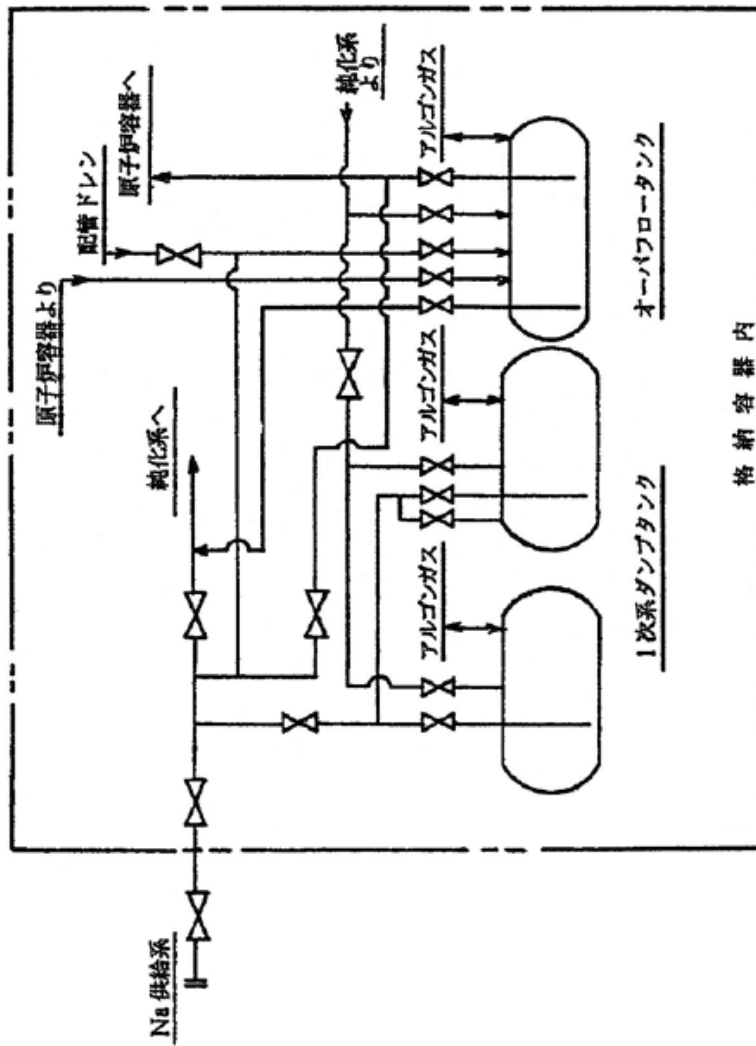 原子炉容器より
配管ドレン
原子炉容器へ
純化系
より
純化系へ
アルゴンガス
アルゴンガス
アルゴンガス
Na 供給系
オーバフロータンク
1次系ダンプタンク
格納容器内